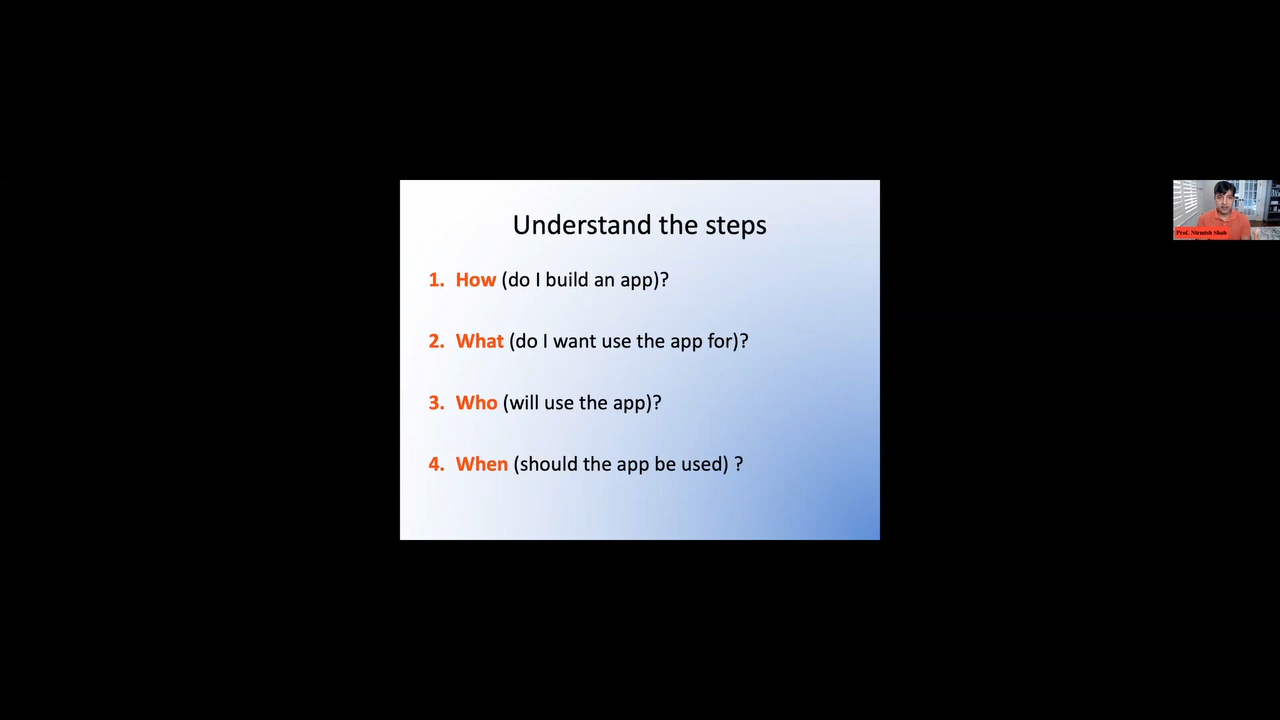 Understand the steps
1. How (do I build an app)?
2. What (do I want use the app for)?
3. Who (will use the app)?
4. When (should the app be used) ?
Prof. Nirmish Shah